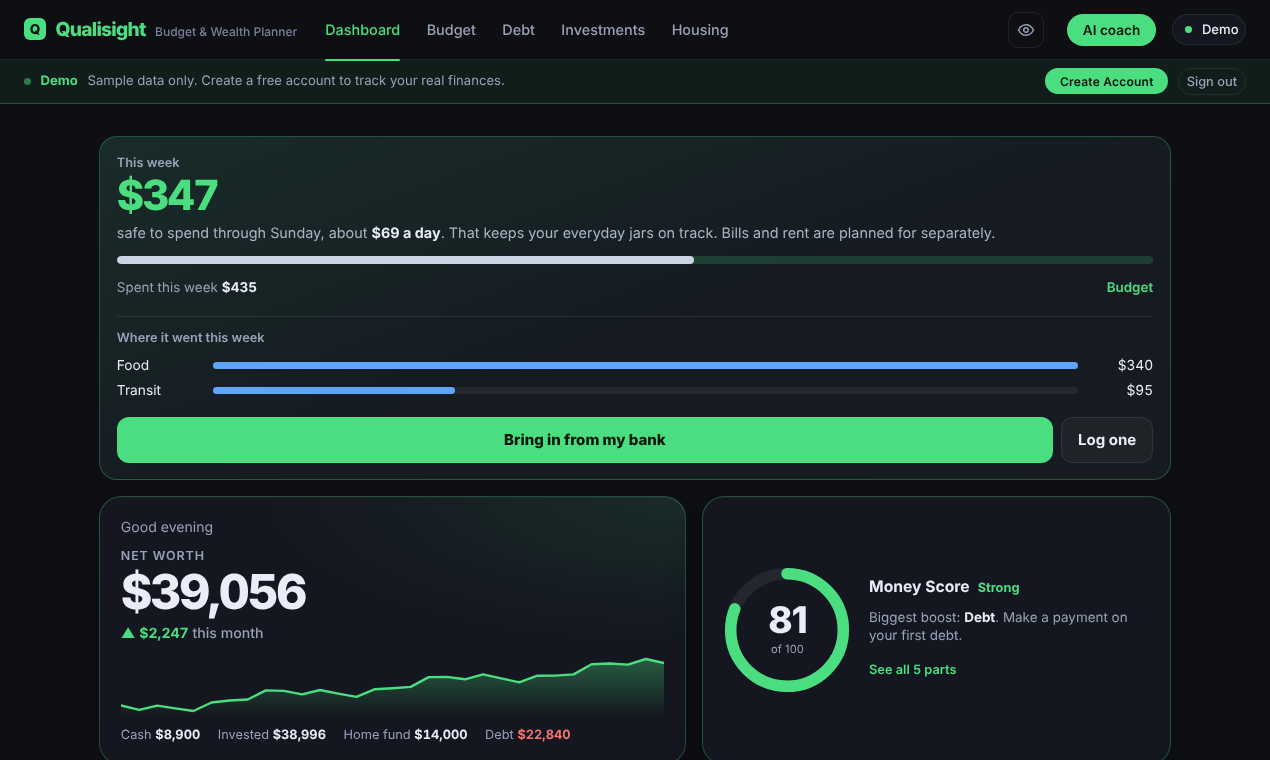 Q Qualisight Budget & Wealth Planner Dashboard Budget Debt Investments Housing AI coach Demo
Demo Sample data only. Create a free account to track your real finances. Create Account Sign out
This week
$347
safe to spend through Sunday, about $69 a day. That keeps your everyday jars on track. Bills and rent are planned for separately.
Spent this week $435 Budget
Where it went this week
Food $340
Transit $95
Bring in from my bank Log one
Good evening
NET WORTH
$39,056
▲ $2,247 this month
Cash $8,900 Invested $38,996 Home fund $14,000 Debt $22,840
81
of 100
Money Score Strong
Biggest boost: Debt. Make a payment on
your first debt.
See all 5 parts